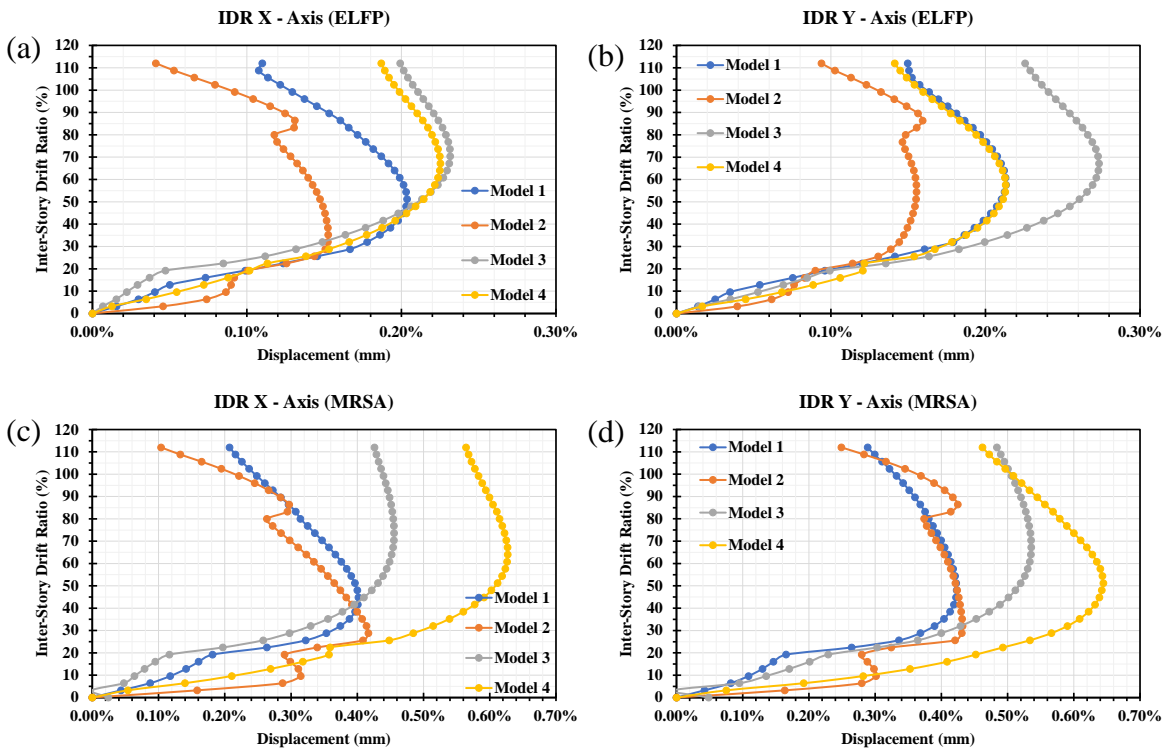 IDR X - Axis (ELFP)
(a)
Inter-Story Drift Ratio (%)
120
110
100
90
80
70
60
50
40
30
20
10
0
Model 1
Model 2
Model 3
Model 4
0.00% 0.10% 0.20% 0.30%
Displacement (mm)
IDR Y - Axis (ELFP)
(b)
Inter-Story Drift Ratio (%)
120
110
100
90
80
70
60
50
40
30
20
10
0
Model 1
Model 2
Model 3
Model 4
0.00% 0.10% 0.20% 0.30%
Displacement (mm)
IDR X - Axis (MRSA)
(c)
Inter-Story Drift Ratio (%)
120
110
100
90
80
70
60
50
40
30
20
10
0
Model 1
Model 2
Model 3
Model 4
0.00% 0.10% 0.20% 0.30% 0.40% 0.50% 0.60% 0.70%
Displacement (mm)
IDR Y - Axis (MRSA)
(d)
Inter-Story Drift Ratio (%)
120
110
100
90
80
70
60
50
40
30
20
10
0
Model 1
Model 2
Model 3
Model 4
0.00% 0.10% 0.20% 0.30% 0.40% 0.50% 0.60% 0.70%
Displacement (mm)